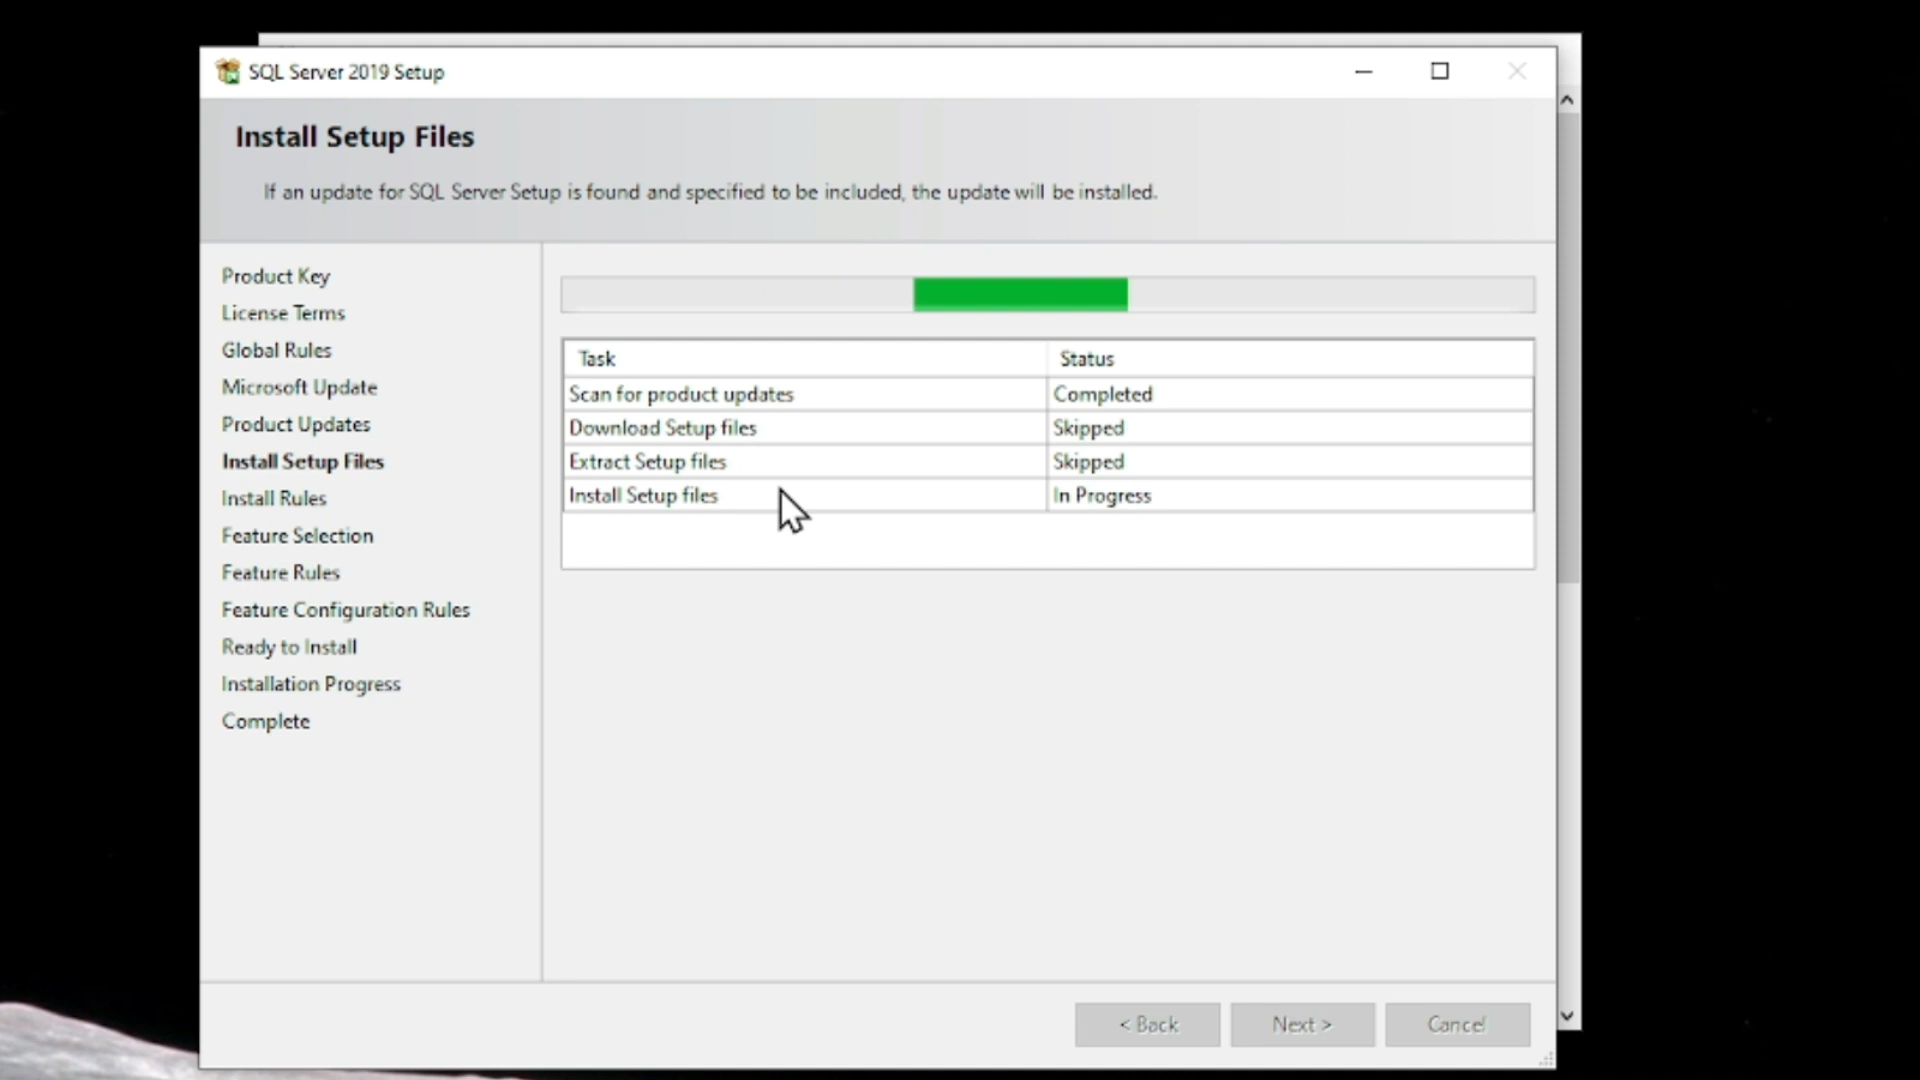 SQL Server 2019 Setup
Install Setup Files
If an update for SQL Server Setup is found and specified to be included, the update will be installed.
Product Key
License Terms
Global Rules
Microsoft Update
Product Updates
Install Setup Files
Install Rules
Feature Selection
Feature Rules
Feature Configuration Rules
Ready to Install
Installation Progress
Complete
Task Status
Scan for product updates Completed
Download Setup files Skipped
Extract Setup files Skipped
Install Setup files In Progress
< Back Next > Cancel